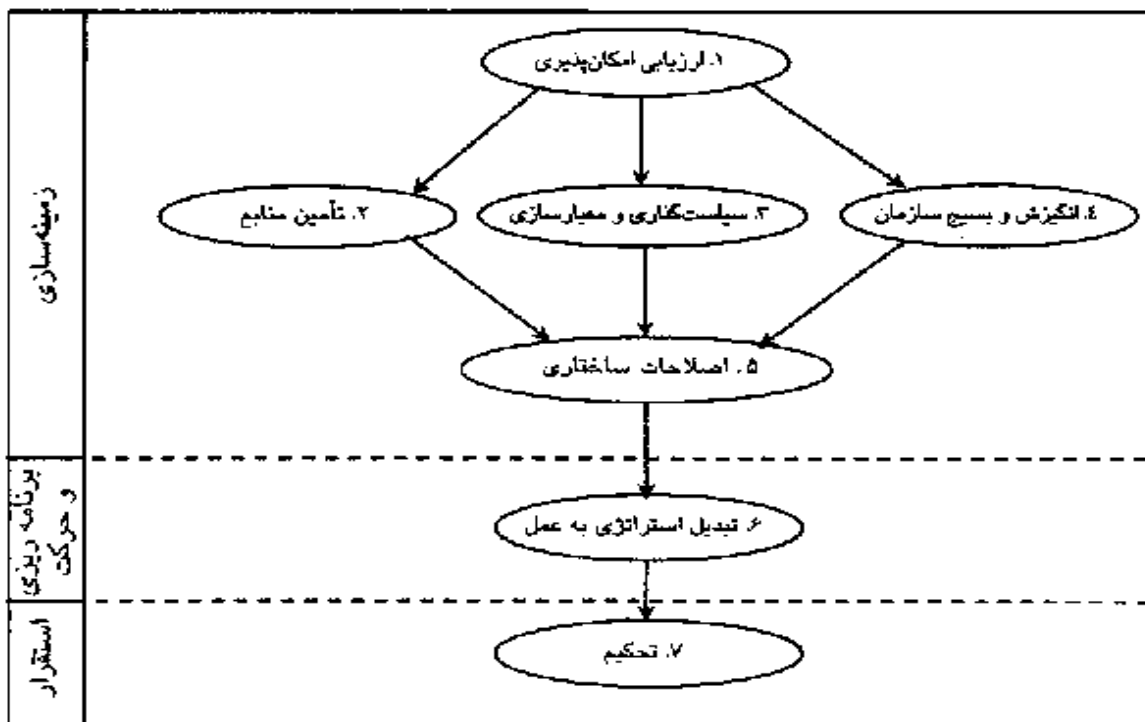 ۱. ارزیابی امکان‌پذیری
۴. انگیزش و بسیج سازمان
۳. سیاست‌گذاری و معیارسازی
۲. تأمین منابع
۵. اصلاحات ساختاری
زمینه‌سازی
۶. تبدیل استراتژی به عمل
برنامه ریزی
و حرکت
۷. تحکیم
استقرار